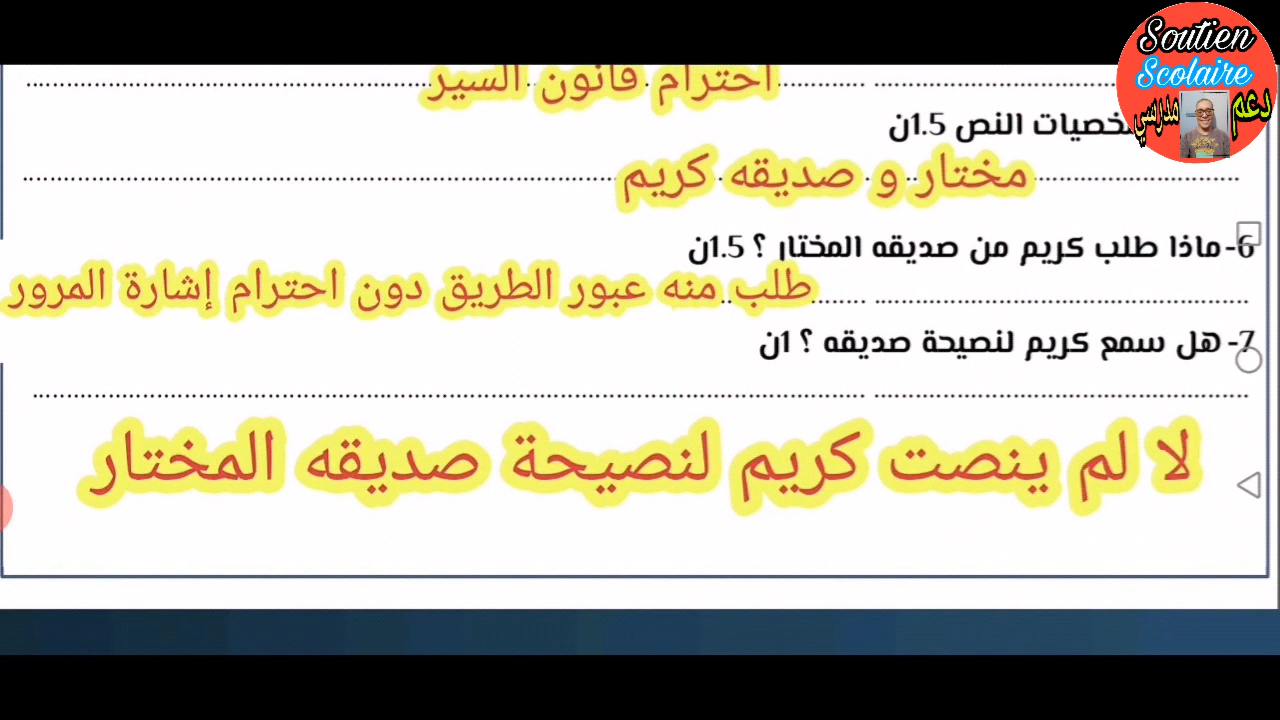 Soutien
Scolaire
دعم
مدرسي
احترام قانون السير
النص 1.5ن
مختار و صديقه كريم
6- ماذا طلب كريم من صديقه المختار ؟ 1.5ن
طلب منه عبور الطريق دون احترام إشارة المرور
7- هل سمع كريم لنصيحة صديقه ؟ 1ن
لا لم ينصت كريم لنصيحة صديقه المختار